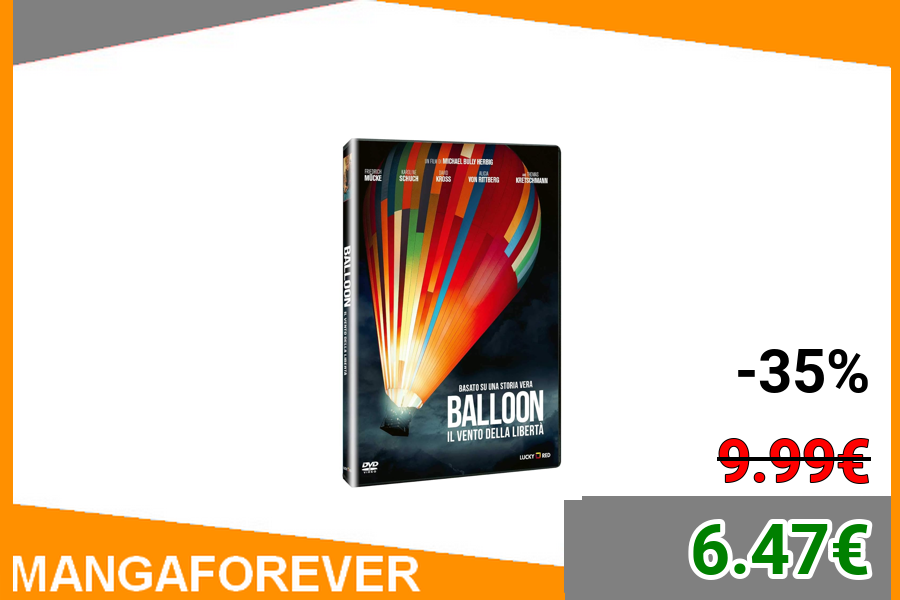 UN FILM DI MICHAEL BULLY HERBIG
FRIEDRICH KAROLINE DAVID ALICIA AND THOMAS
MÜCKE SCHUCH KROSS VON RITTBERG KRETSCHMANN
BALLOON IL VENTO DELLA LIBERTÀ
BASATO SU UNA STORIA VERA
BALLOON
IL VENTO DELLA LIBERTÀ
DVD
VIDEO
LUCKY RED
-35%
9.99€
6.47€
MANGAFOREVER